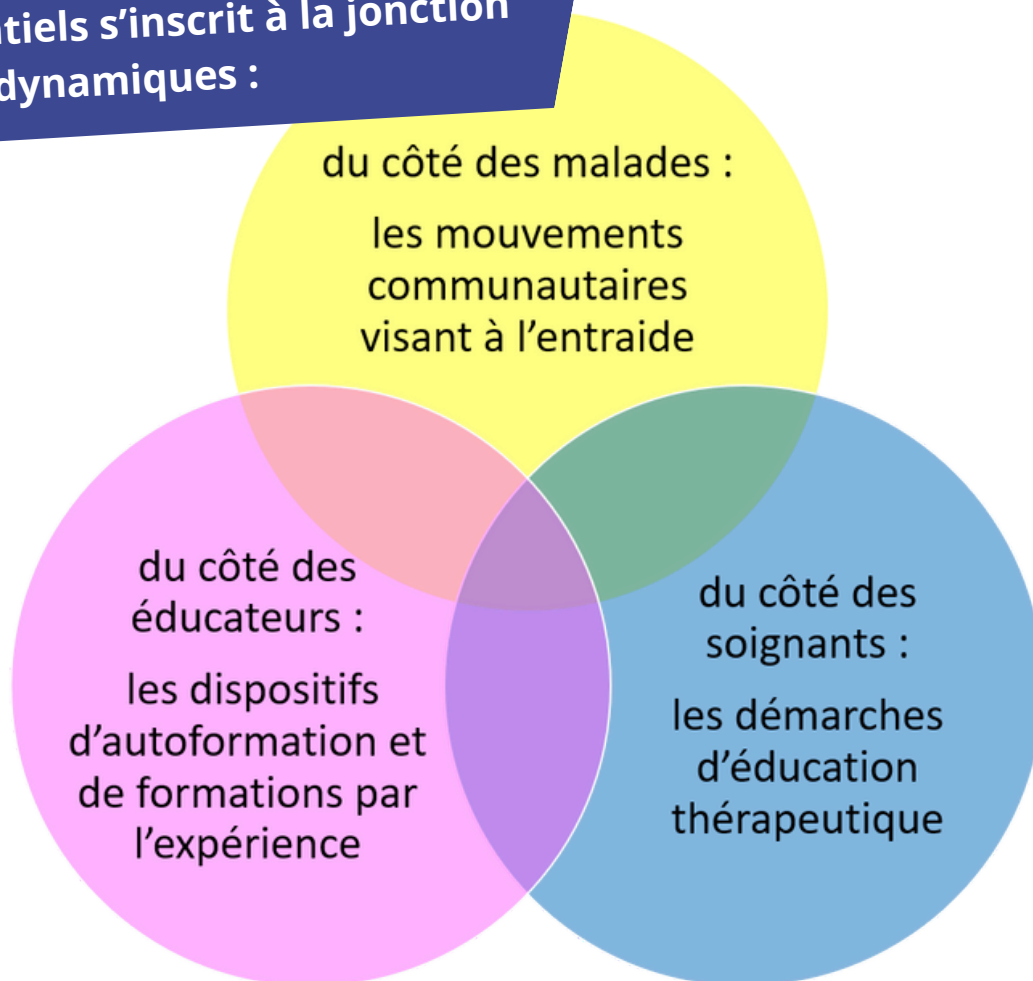 s'inscrit à la jonction
dynamiques :
du côté des malades :
les mouvements
communautaires
visant à l'entraide
du côté des
éducateurs :
les dispositifs
d'autoformation et
de formations par
l'expérience
du côté des
soignants :
les démarches
d'éducation
thérapeutique